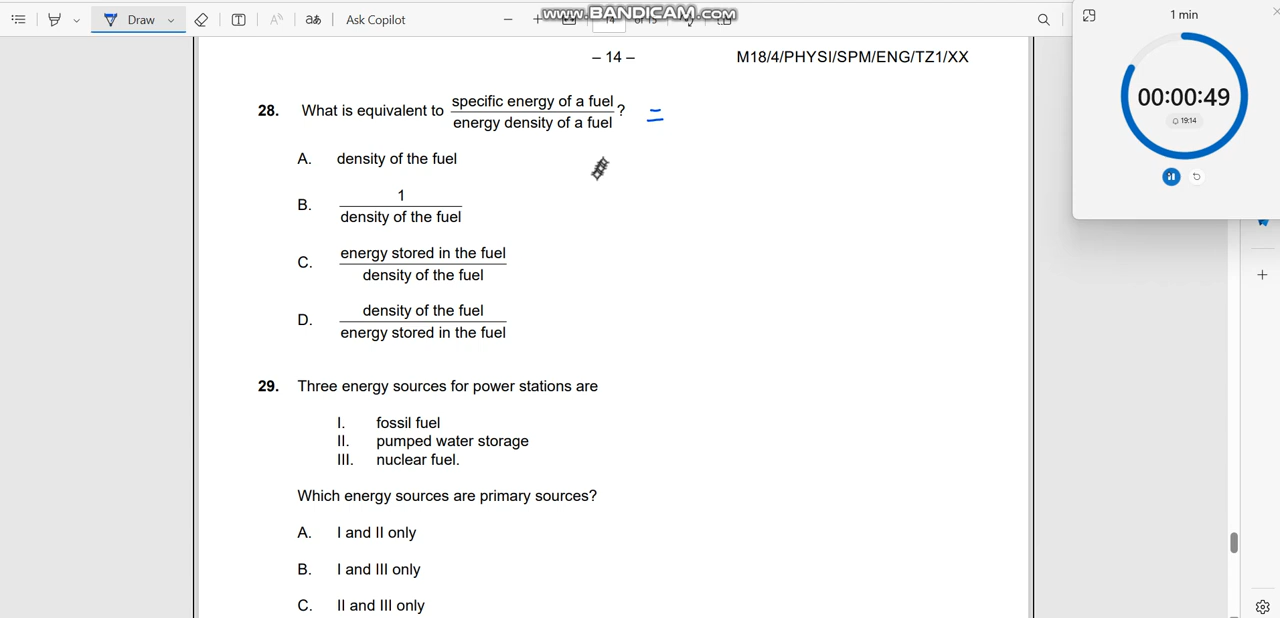 Draw
Ask Copilot
www.BANDICAM.com
1 min
00:00:49
19:14
– 14 –
M18/4/PHYSI/SPM/ENG/TZ1/XX
28. What is equivalent to specific energy of a fuel / energy density of a fuel ? =
A. density of the fuel
B. 1 / density of the fuel
C. energy stored in the fuel / density of the fuel
D. density of the fuel / energy stored in the fuel
29. Three energy sources for power stations are
I. fossil fuel
II. pumped water storage
III. nuclear fuel.
Which energy sources are primary sources?
A. I and II only
B. I and III only
C. II and III only